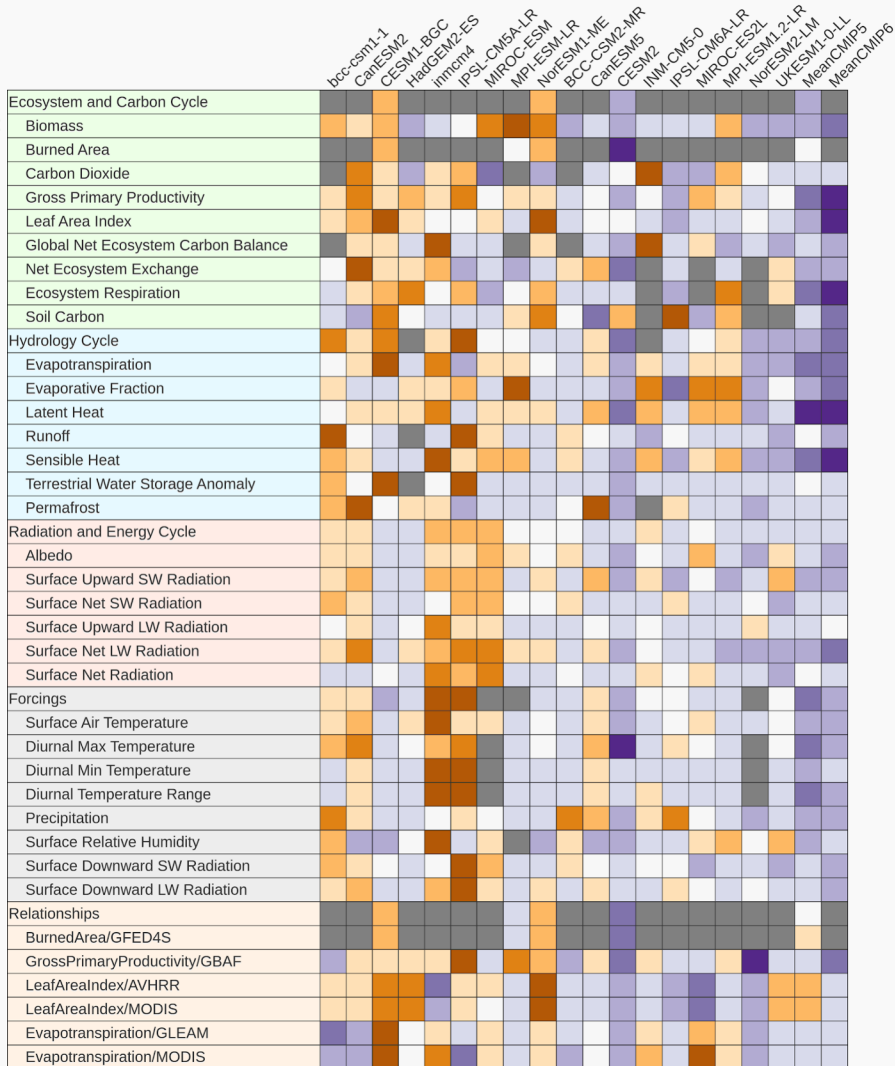 bcc-csm1-1
CanESM2
CESM1-BGC
HadGEM2-ES
inmcm4
IPSL-CM5A-LR
MIROC-ESM
MPI-ESM-LR
NorESM1-ME
BCC-CSM2-MR
CanESM5
CESM2
INM-CM5-0
IPSL-CM6A-LR
MIROC-ES2L
MPI-ESM1.2-LR
NorESM2-LM
UKESM1-0-LL
MeanCMIP5
MeanCMIP6
Ecosystem and Carbon Cycle
Biomass
Burned Area
Carbon Dioxide
Gross Primary Productivity
Leaf Area Index
Global Net Ecosystem Carbon Balance
Net Ecosystem Exchange
Ecosystem Respiration
Soil Carbon
Hydrology Cycle
Evapotranspiration
Evaporative Fraction
Latent Heat
Runoff
Sensible Heat
Terrestrial Water Storage Anomaly
Permafrost
Radiation and Energy Cycle
Albedo
Surface Upward SW Radiation
Surface Net SW Radiation
Surface Upward LW Radiation
Surface Net LW Radiation
Surface Net Radiation
Forcings
Surface Air Temperature
Diurnal Max Temperature
Diurnal Min Temperature
Diurnal Temperature Range
Precipitation
Surface Relative Humidity
Surface Downward SW Radiation
Surface Downward LW Radiation
Relationships
BurnedArea/GFED4S
GrossPrimaryProductivity/GBAF
LeafAreaIndex/AVHRR
LeafAreaIndex/MODIS
Evapotranspiration/GLEAM
Evapotranspiration/MODIS